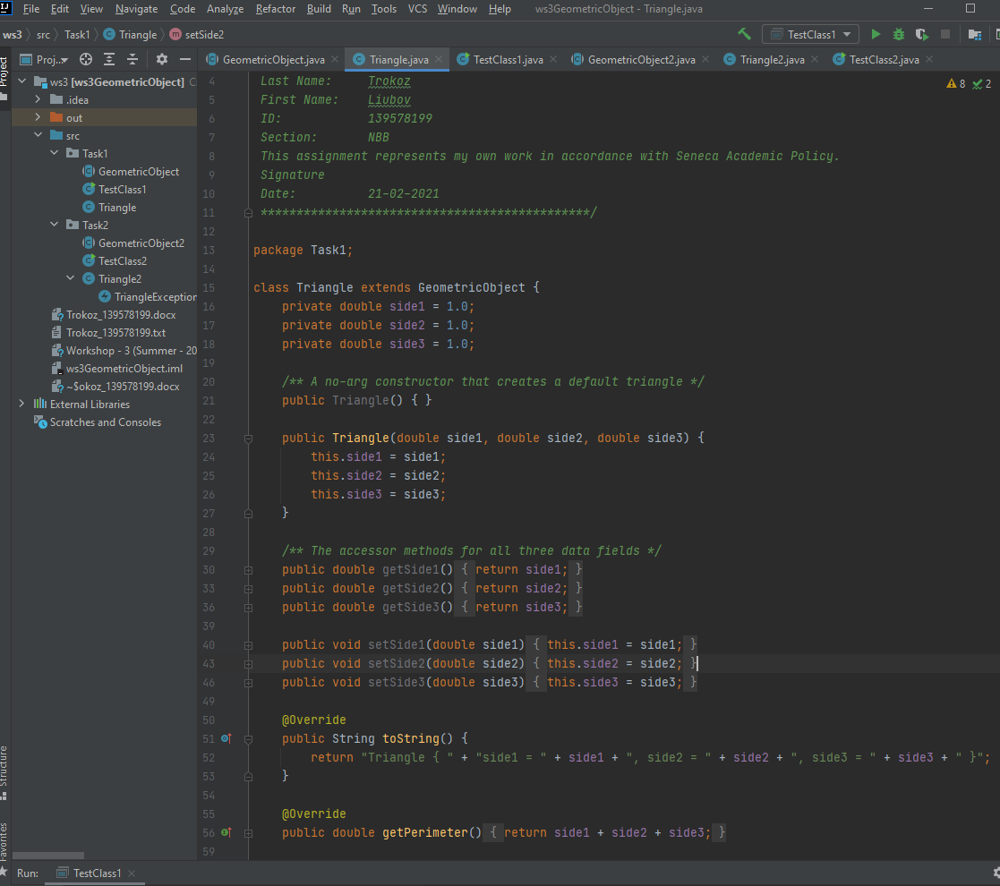 File Edit View Navigate Code Analyze Refactor Build Run Tools VCS Window Help ws3GeometricObject - Triangle.java
ws3 src Task1 Triangle setSide2 TestClass1
Project
Proj...
GeometricObject.java Triangle.java TestClass1.java GeometricObject2.java Triangle2.java TestClass2.java
ws3 [ws3GeometricObject] C
.idea
out
src
Task1
GeometricObject
TestClass1
Triangle
Task2
GeometricObject2
TestClass2
Triangle2
TriangleException
Trokoz_139578199.docx
Trokoz_139578199.txt
Workshop - 3 (Summer - 20
ws3GeometricObject.iml
~$okoz_139578199.docx
External Libraries
Scratches and Consoles
8 2
4 Last Name: Trokoz
5 First Name: Liubov
6 ID: 139578199
7 Section: NBB
8 This assignment represents my own work in accordance with Seneca Academic Policy.
9 Signature
10 Date: 21-02-2021
11 **********************************************/
12
13 package Task1;
14
15 class Triangle extends GeometricObject {
16 private double side1 = 1.0;
17 private double side2 = 1.0;
18 private double side3 = 1.0;
19
20 /** A no-arg constructor that creates a default triangle */
21 public Triangle() { }
22
23 public Triangle(double side1, double side2, double side3) {
24 this.side1 = side1;
25 this.side2 = side2;
26 this.side3 = side3;
27 }
28
29 /** The accessor methods for all three data fields */
30 public double getSide1() { return side1; }
33 public double getSide2() { return side2; }
36 public double getSide3() { return side3; }
39
40 public void setSide1(double side1) { this.side1 = side1; }
43 public void setSide2(double side2) { this.side2 = side2; }
46 public void setSide3(double side3) { this.side3 = side3; }
49
50 @Override
51 public String toString() {
52 return "Triangle { " + "side1 = " + side1 + ", side2 = " + side2 + ", side3 = " + side3 + " }";
53 }
54
55 @Override
56 public double getPerimeter() { return side1 + side2 + side3; }
59
Structure
Favorites
Run: TestClass1